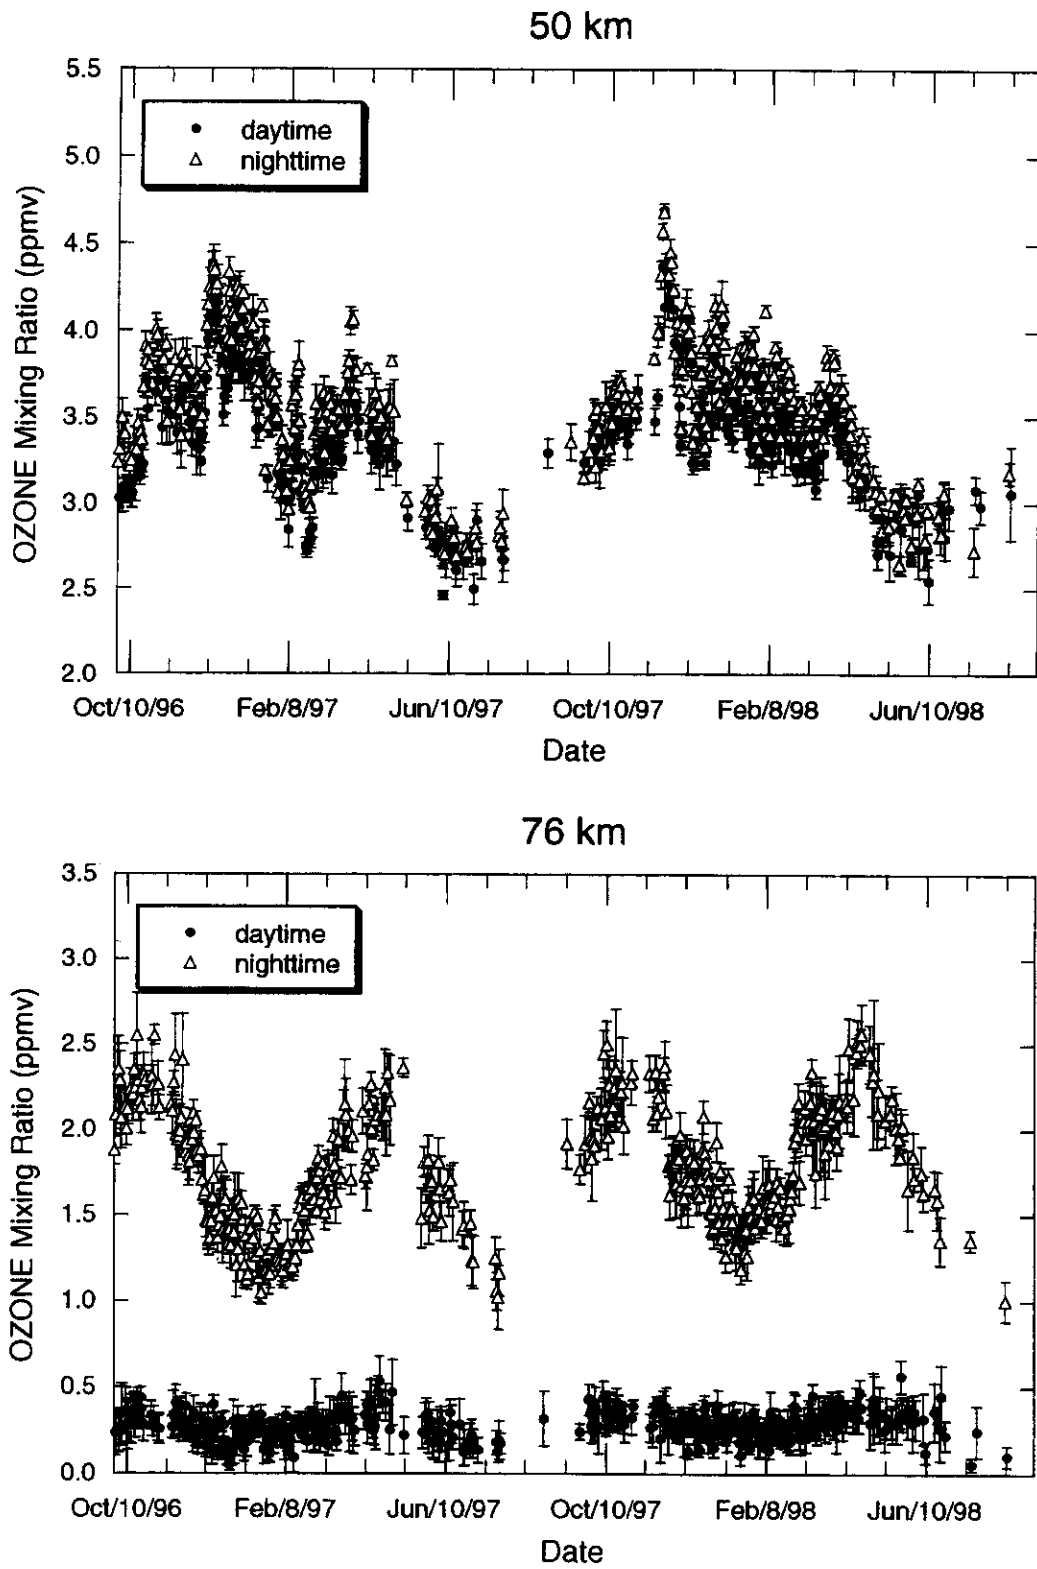 50 km
5.5
5.0
4.5
4.0
3.5
3.0
2.5
2.0
OZONE Mixing Ratio (ppmv)
daytime
nighttime
Oct/10/96 Feb/8/97 Jun/10/97 Oct/10/97 Feb/8/98 Jun/10/98
Date
76 km
3.5
3.0
2.5
2.0
1.5
1.0
0.5
0.0
OZONE Mixing Ratio (ppmv)
daytime
nighttime
Oct/10/96 Feb/8/97 Jun/10/97 Oct/10/97 Feb/8/98 Jun/10/98
Date